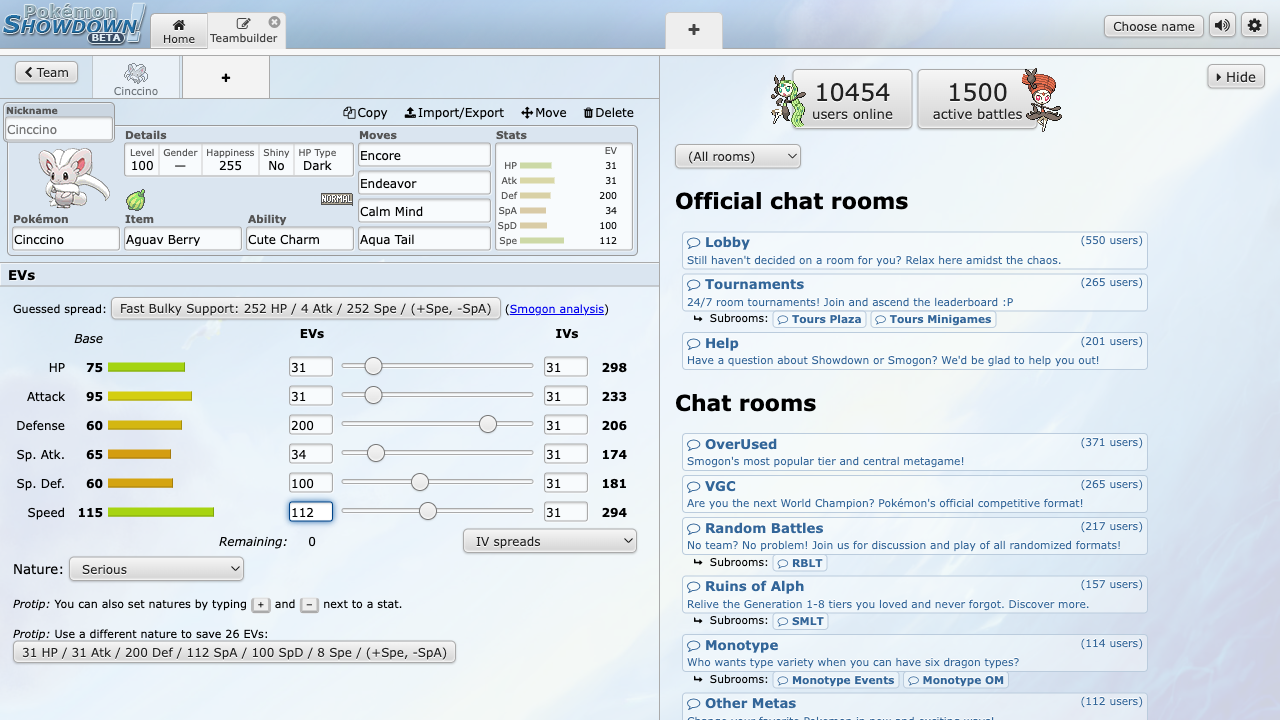 Pokémon
Showdown!
BETA
Home
Teambuilder
+
Choose name
Team
Cinccino
+
Hide
Nickname
Cinccino
Copy
Import/Export
Move
Delete
Details
Level
100
Gender
—
Happiness
255
Shiny
No
HP Type
Dark
NORMAL
Pokémon
Cinccino
Item
Aguav Berry
Ability
Cute Charm
Moves
Encore
Endeavor
Calm Mind
Aqua Tail
Stats
EV
HP 31
Atk 31
Def 200
SpA 34
SpD 100
Spe 112
EVs
Guessed spread: Fast Bulky Support: 252 HP / 4 Atk / 252 Spe / (+Spe, -SpA) (Smogon analysis)
Base EVs IVs
HP 75 31 31 298
Attack 95 31 31 233
Defense 60 200 31 206
Sp. Atk. 65 34 31 174
Sp. Def. 60 100 31 181
Speed 115 112 31 294
Remaining: 0
IV spreads
Nature: Serious
Protip: You can also set natures by typing + and − next to a stat.
Protip: Use a different nature to save 26 EVs:
31 HP / 31 Atk / 200 Def / 112 SpA / 100 SpD / 8 Spe / (+Spe, -SpA)
10454
users online
1500
active battles
(All rooms)
Official chat rooms
Lobby (550 users)
Still haven't decided on a room for you? Relax here amidst the chaos.
Tournaments (265 users)
24/7 room tournaments! Join and ascend the leaderboard :P
Subrooms: Tours Plaza Tours Minigames
Help (201 users)
Have a question about Showdown or Smogon? We'd be glad to help you out!
Chat rooms
OverUsed (371 users)
Smogon's most popular tier and central metagame!
VGC (265 users)
Are you the next World Champion? Pokémon's official competitive format!
Random Battles (217 users)
No team? No problem! Join us for discussion and play of all randomized formats!
Subrooms: RBLT
Ruins of Alph (157 users)
Relive the Generation 1-8 tiers you loved and never forgot. Discover more.
Subrooms: SMLT
Monotype (114 users)
Who wants type variety when you can have six dragon types?
Subrooms: Monotype Events Monotype OM
Other Metas (112 users)